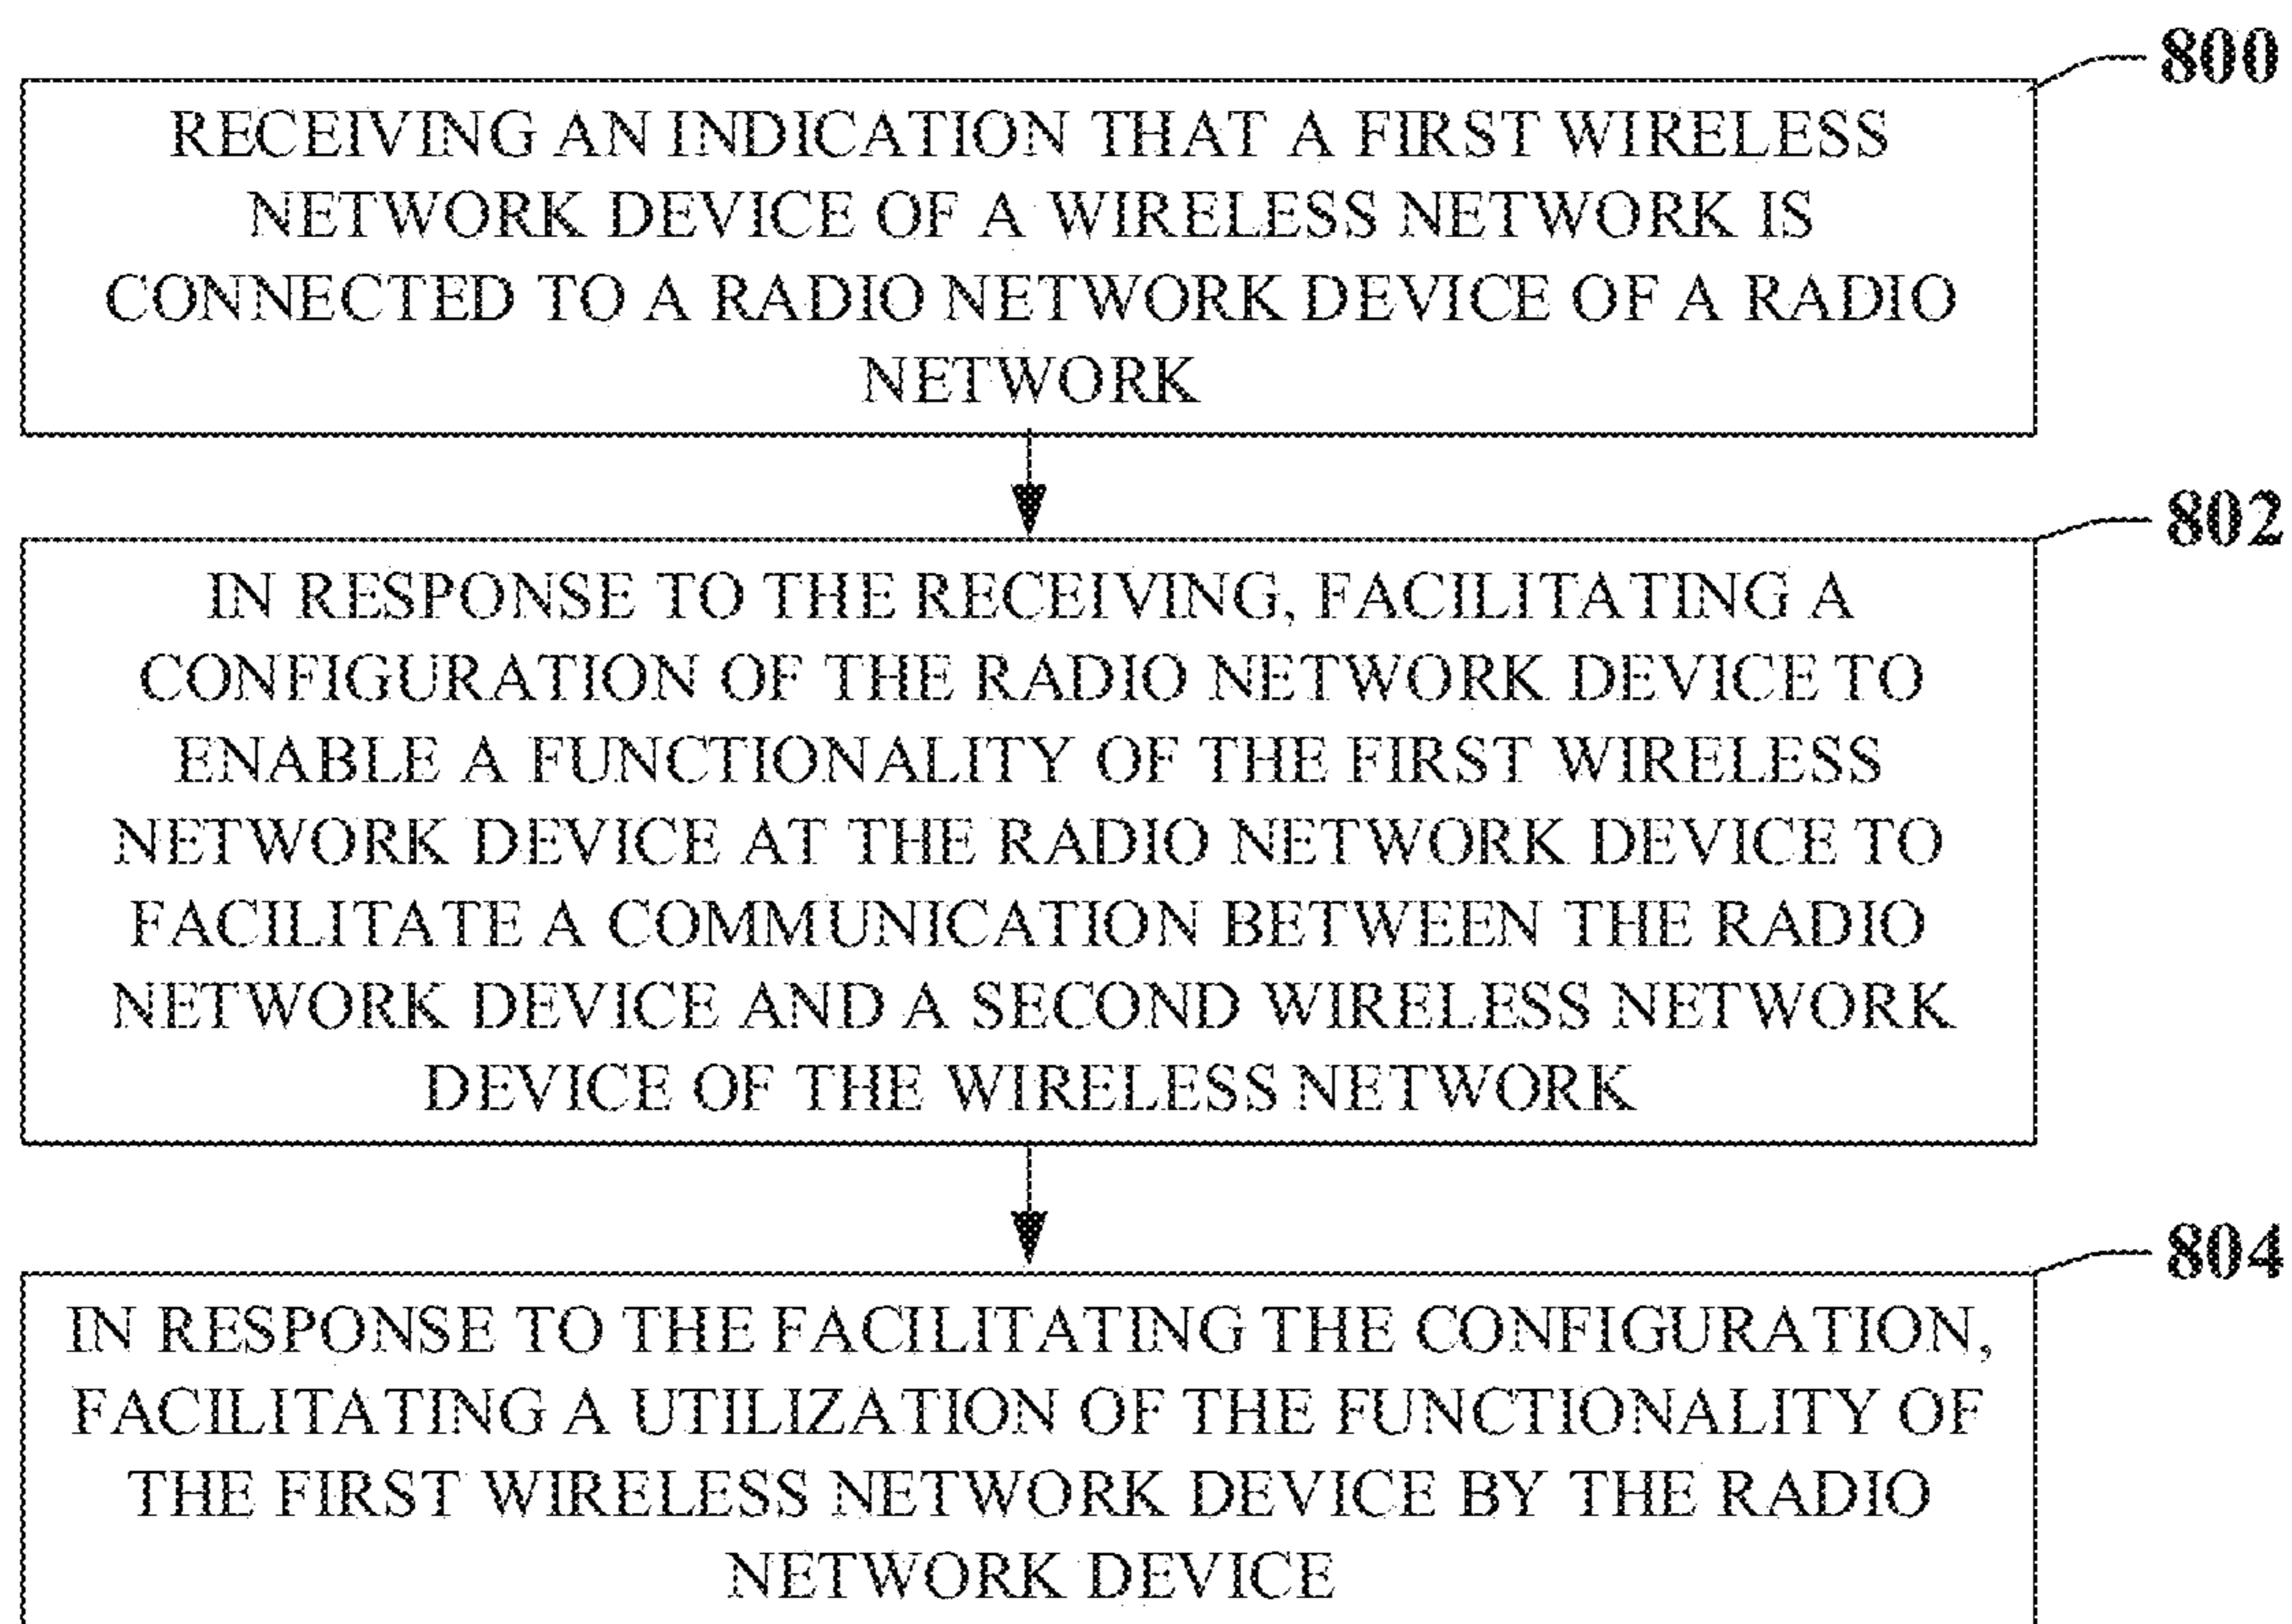 800
RECEIVING AN INDICATION THAT A FIRST WIRELESS
NETWORK DEVICE OF A WIRELESS NETWORK IS
CONNECTED TO A RADIO NETWORK DEVICE OF A RADIO
NETWORK
802
IN RESPONSE TO THE RECEIVING, FACILITATING A
CONFIGURATION OF THE RADIO NETWORK DEVICE TO
ENABLE A FUNCTIONALITY OF THE FIRST WIRELESS
NETWORK DEVICE AT THE RADIO NETWORK DEVICE TO
FACILITATE A COMMUNICATION BETWEEN THE RADIO
NETWORK DEVICE AND A SECOND WIRELESS NETWORK
DEVICE OF THE WIRELESS NETWORK
804
IN RESPONSE TO THE FACILITATING THE CONFIGURATION,
FACILITATING A UTILIZATION OF THE FUNCTIONALITY OF
THE FIRST WIRELESS NETWORK DEVICE BY THE RADIO
NETWORK DEVICE